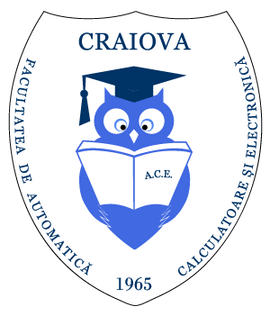 CRAIOVA
FACULTATEA DE AUTOMATICĂ
CALCULATOARE ȘI ELECTRONICĂ
A.C.E.
1965